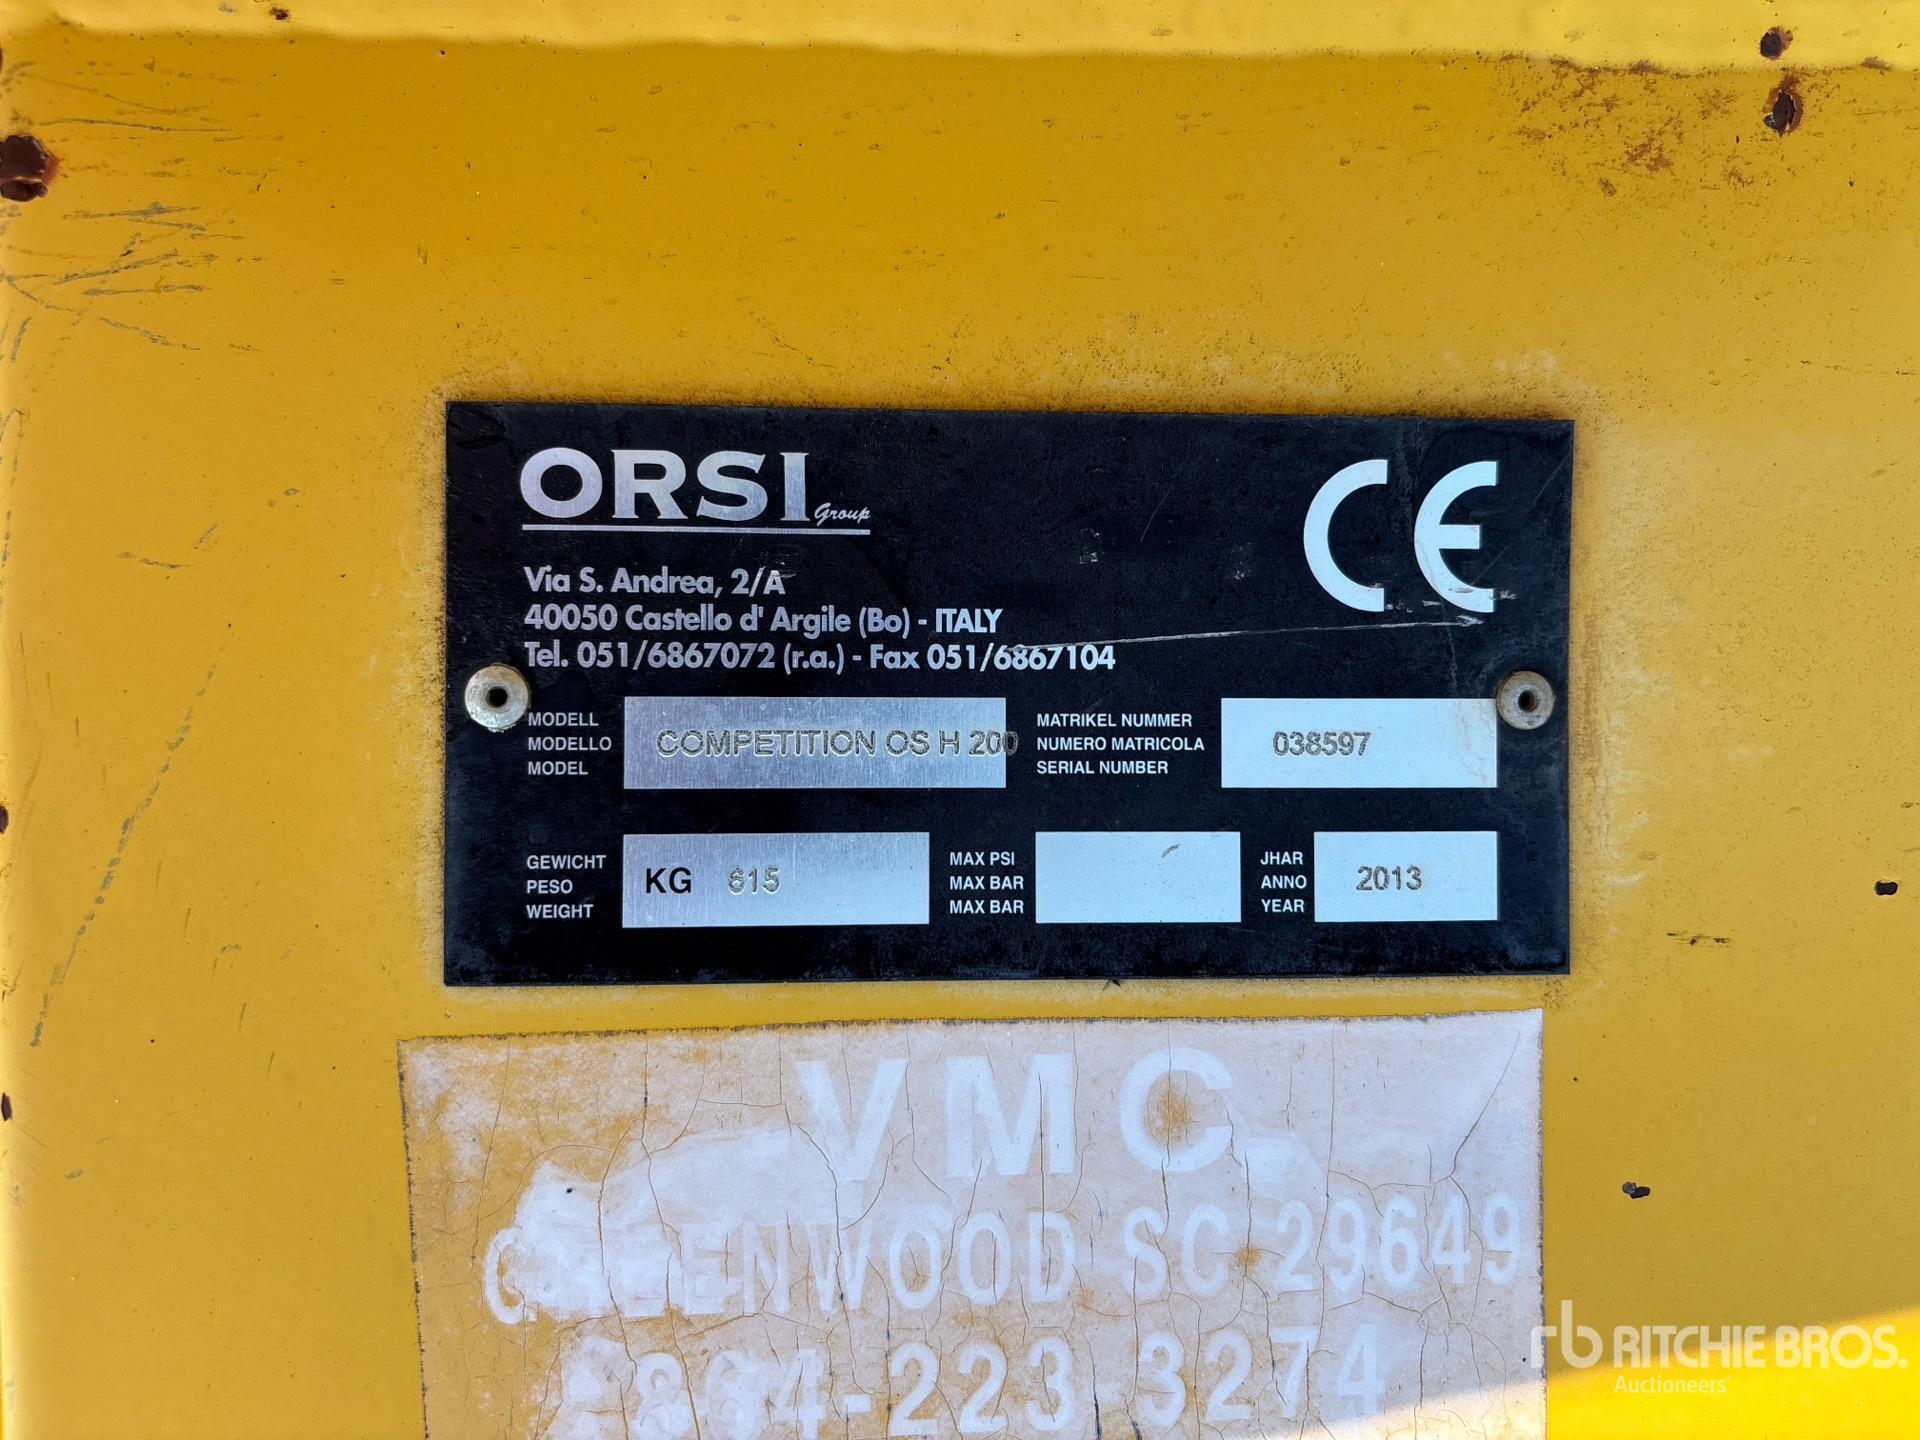 ORSI Group
CE
Via S. Andrea, 2/A
40050 Castello d' Argile (Bo) - ITALY
Tel. 051/6867072 (r.a.) - Fax 051/6867104
MODELL
MODELLO
MODEL
COMPETITION OS H 200
MATRIKEL NUMMER
NUMERO MATRICOLA
SERIAL NUMBER
038597
GEWICHT
PESO
WEIGHT
KG 615
MAX PSI
MAX BAR
MAX BAR
JHAR
ANNO
YEAR
2013
VMC
GREENWOOD SC 29649
864-223-3274
rb RITCHIE BROS.
Auctioneers